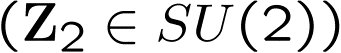 (Z₂ ∈ SU(2))